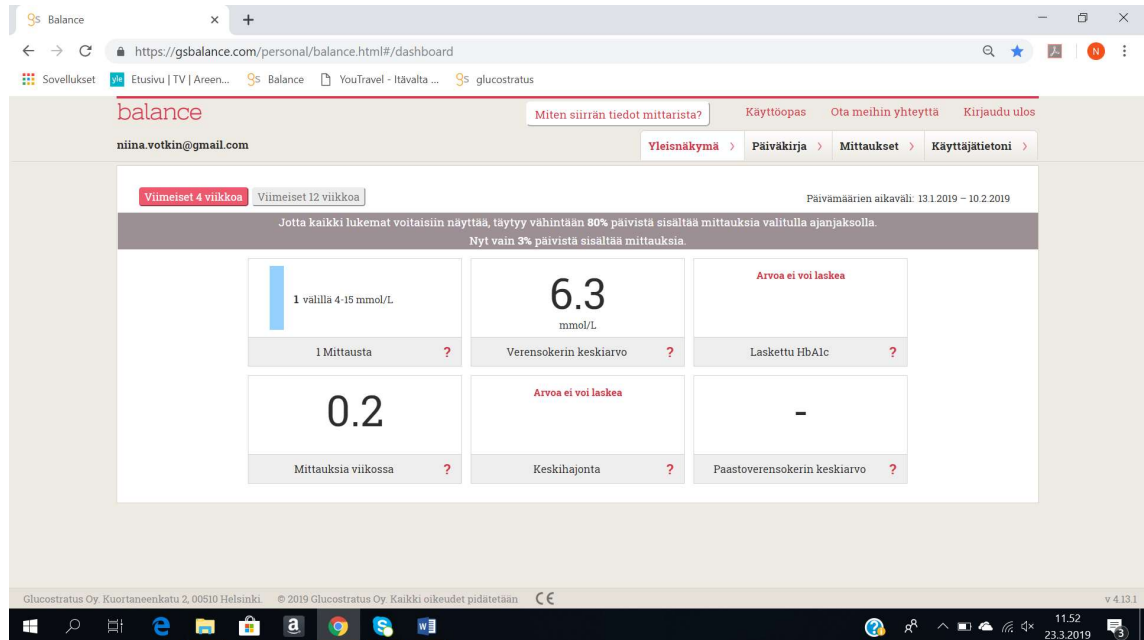 gs Balance
https://gsbalance.com/personal/balance.html#/dashboard
N
Sovellukset yle Etusivu | TV | Areen... gs Balance YouTravel - Itävalta ... gs glucostratus
balance
Miten siirrän tiedot mittarista? Käyttöopas Ota meihin yhteyttä Kirjaudu ulos
niina.votkin@gmail.com
Yleisnäkymä Päiväkirja Mittaukset Käyttäjätietoni
Viimeiset 4 viikkoa Viimeiset 12 viikkoa Päivämäärien aikaväli: 13.1.2019 – 10.2.2019
Jotta kaikki lukemat voitaisiin näyttää, täytyy vähintään 80% päivistä sisältää mittauksia valitulla ajanjaksolla.
Nyt vain 3% päivistä sisältää mittauksia.
1 välillä 4-15 mmol/L
1 Mittausta ?
6.3
mmol/L
Verensokerin keskiarvo ?
Arvoa ei voi laskea
Laskettu HbA1c ?
0.2
Mittauksia viikossa ?
Arvoa ei voi laskea
Keskihajonta ?
-
Paastoverensokerin keskiarvo ?
Glucostratus Oy. Kuortaneenkatu 2, 00510 Helsinki. © 2019 Glucostratus Oy. Kaikki oikeudet pidätetään CE v 4.13.1
11.52
23.3.2019
3